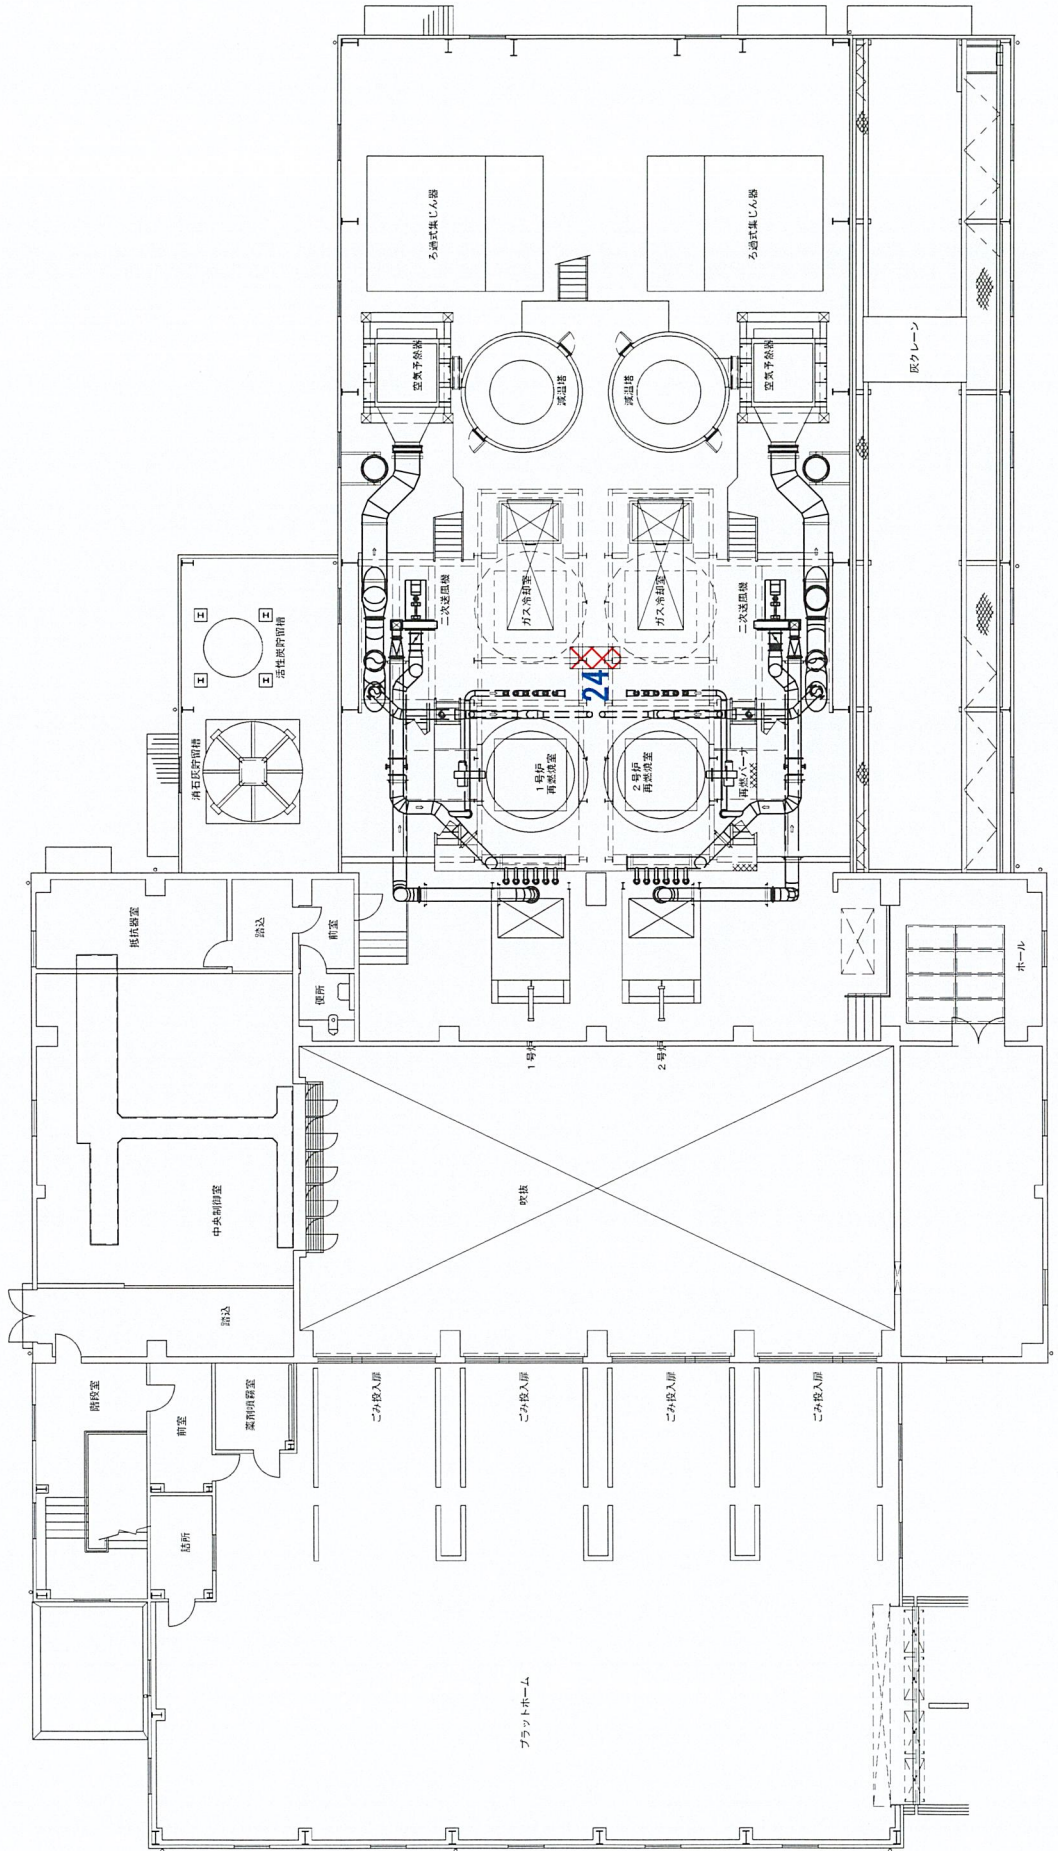 ろ過式集じん器
ろ過式集じん器
空気予熱器
減温塔
減温塔
空気予熱器
灰クレーン
ガス冷却室
ガス冷却室
二次送風機
二次送風機
活性炭貯留槽
消石灰貯留槽
24
1号炉
再燃焼室
2号炉
再燃焼室
再燃バーナ
抵抗器室
踏込
前室
便所
ホール
1号炉
2号炉
中央制御室
吹抜
踏込
階段室
前室
薬剤噴霧室
詰所
ごみ投入扉
ごみ投入扉
ごみ投入扉
ごみ投入扉
プラットホーム